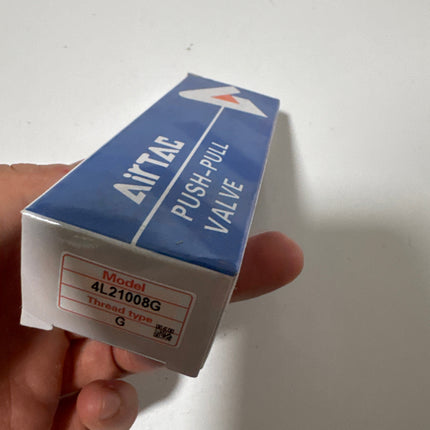 AirTAC
PUSH-PULL
VALVE
Model
4L21008G
Thread type
G